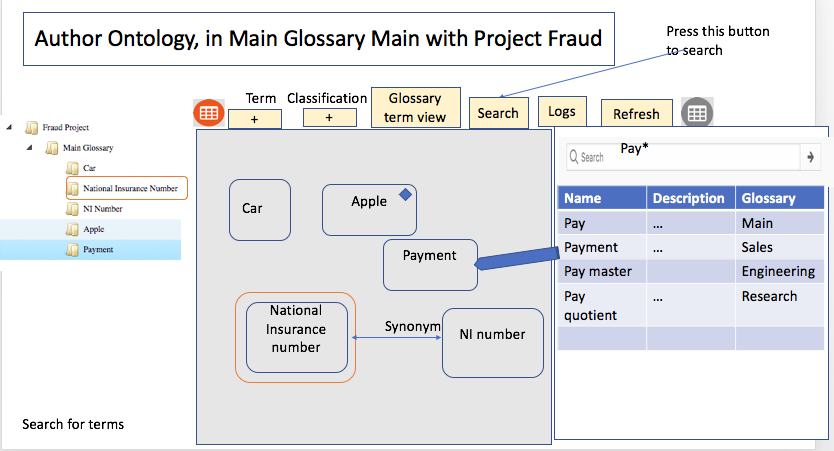 Author Ontology, in Main Glossary Main with Project Fraud
Press this button
to search
Term
+
Classification
+
Glossary
term view
Search
Logs
Refresh
Fraud Project
Main Glossary
Car
National Insurance Number
NI Number
Apple
Payment
Car
Apple
Payment
National
Insurance
number
Synonym
NI number
Search
Pay*
Name Description Glossary
Pay ... Main
Payment ... Sales
Pay master Engineering
Pay ... Research
quotient
Search for terms